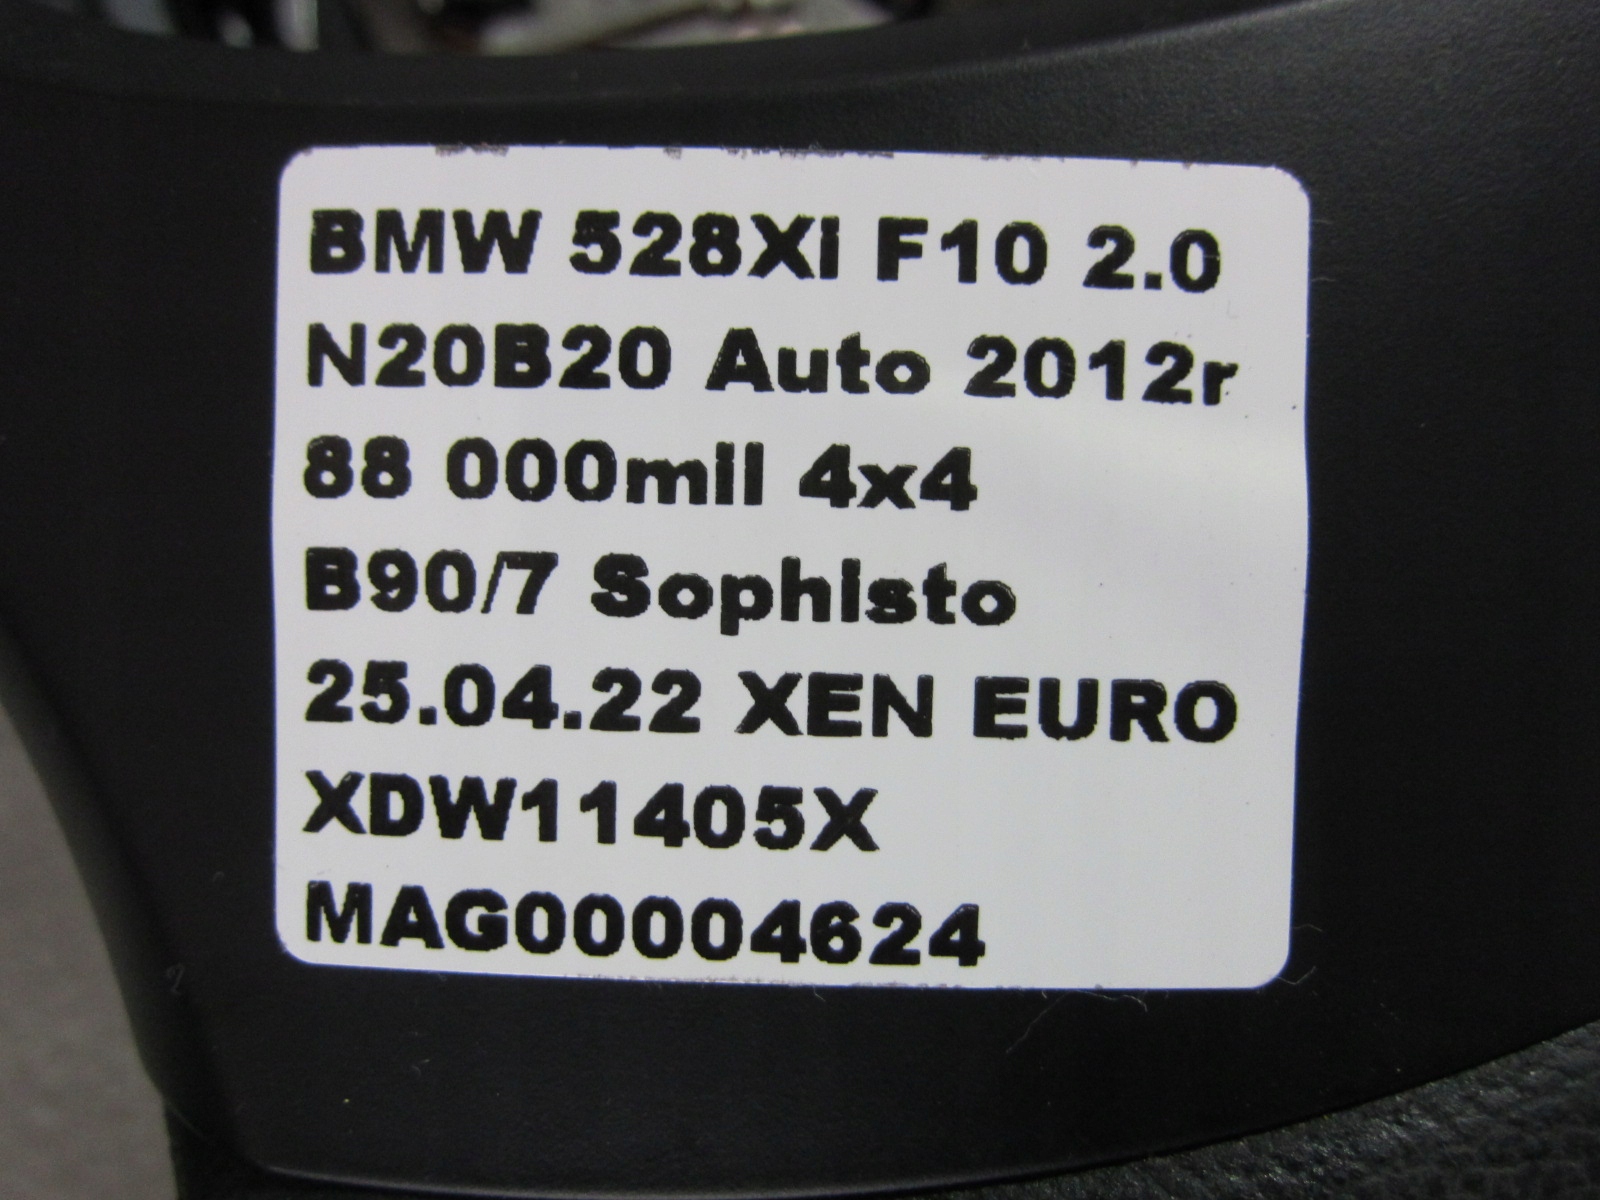 BMW 528Xi F10 2.0
N20B20 Auto 2012r
88 000mil 4x4
B90/7 Sophisto
25.04.22 XEN EURO
XDW11405X
MAG00004624